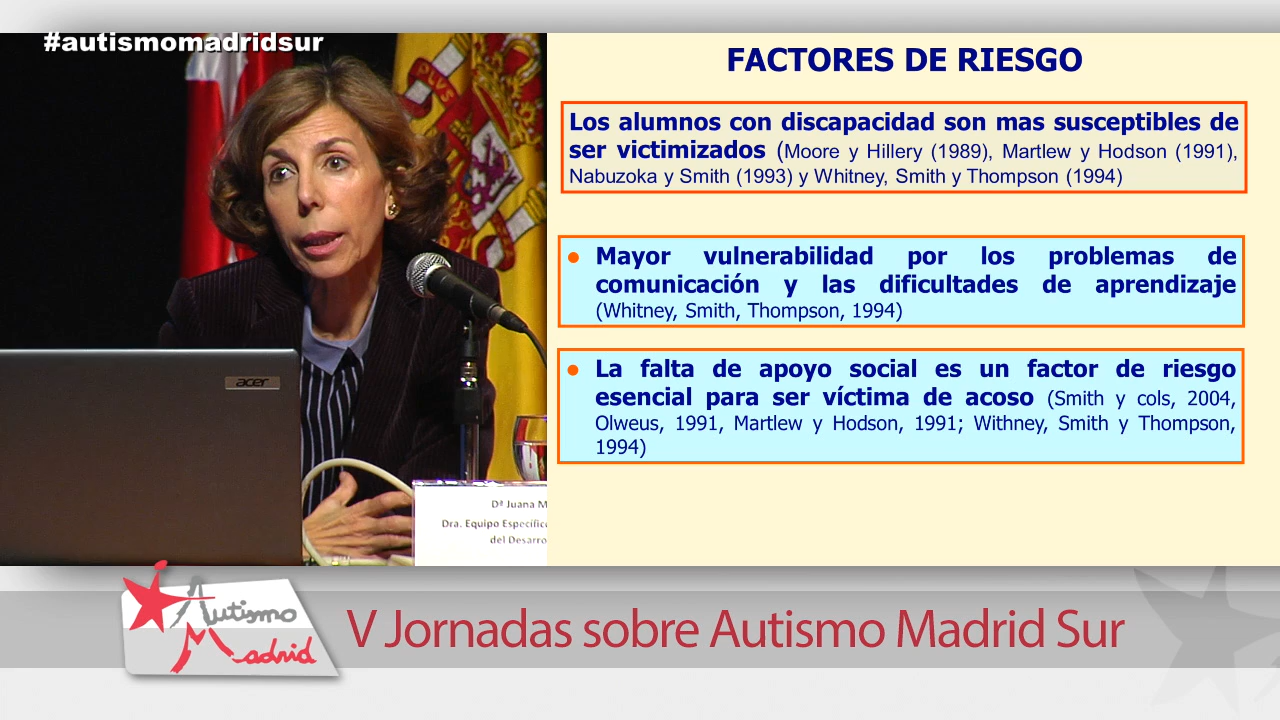 #autismomadridsur
FACTORES DE RIESGO
Los alumnos con discapacidad son mas susceptibles de
ser victimizados (Moore y Hillery (1989), Martlew y Hodson (1991),
Nabuzoka y Smith (1993) y Whitney, Smith y Thompson (1994)
● Mayor vulnerabilidad por los problemas de
comunicación y las dificultades de aprendizaje
(Whitney, Smith, Thompson, 1994)
● La falta de apoyo social es un factor de riesgo
esencial para ser víctima de acoso (Smith y cols, 2004,
Olweus, 1991, Martlew y Hodson, 1991; Withney, Smith y Thompson,
1994)
PLVS
acer
Dª Juana M
Dra. Equipo Específico
del Desarro
Autismo
Madrid
V Jornadas sobre Autismo Madrid Sur